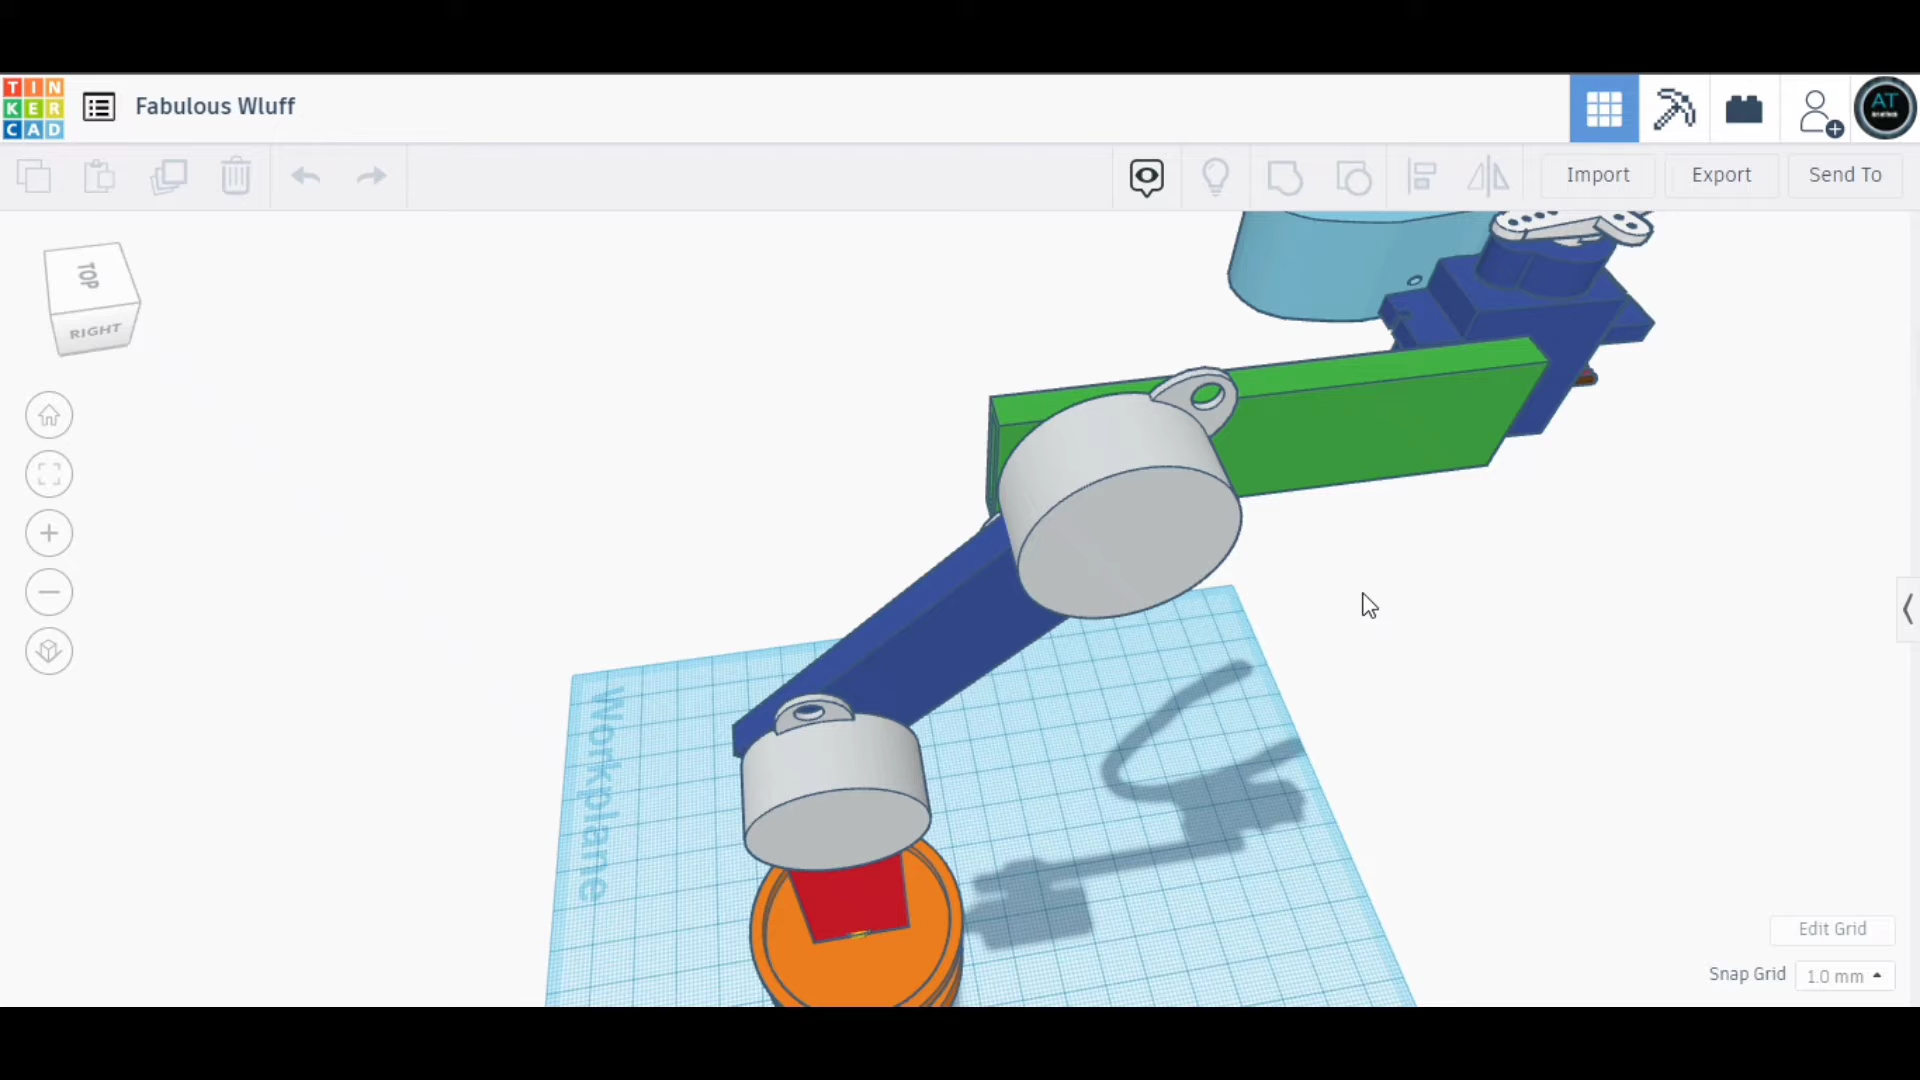 TIN
KER
CAD
Fabulous Wluff
AT
Import
Export
Send To
TOP
RIGHT
Workplane
Edit Grid
Snap Grid
1.0 mm